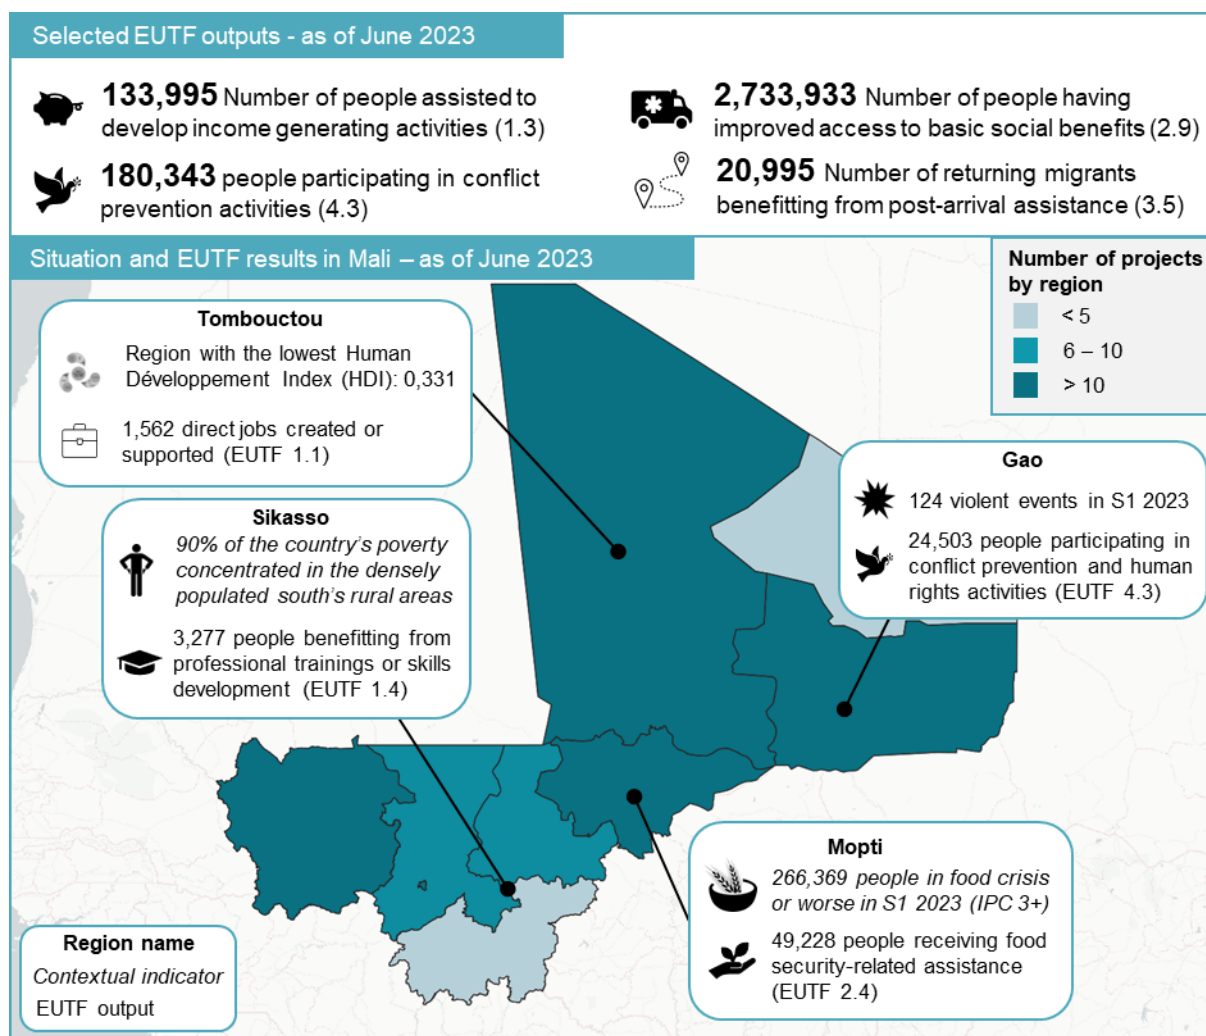 Selected EUTF outputs - as of June 2023
133,995 Number of people assisted to
develop income generating activities (1.3)
180,343 people participating in conflict
prevention activities (4.3)
2,733,933 Number of people having
improved access to basic social benefits (2.9)
20,995 Number of returning migrants
benefitting from post-arrival assistance (3.5)
Situation and EUTF results in Mali – as of June 2023
Number of projects
by region
< 5
6 – 10
> 10
Tombouctou
Region with the lowest Human
Développement Index (HDI): 0,331
1,562 direct jobs created or
supported (EUTF 1.1)
Gao
124 violent events in S1 2023
24,503 people participating in
conflict prevention and human
rights activities (EUTF 4.3)
Sikasso
90% of the country's poverty
concentrated in the densely
populated south's rural areas
3,277 people benefitting from
professional trainings or skills
development (EUTF 1.4)
Mopti
266,369 people in food crisis
or worse in S1 2023 (IPC 3+)
49,228 people receiving food
security-related assistance
(EUTF 2.4)
Region name
Contextual indicator
EUTF output